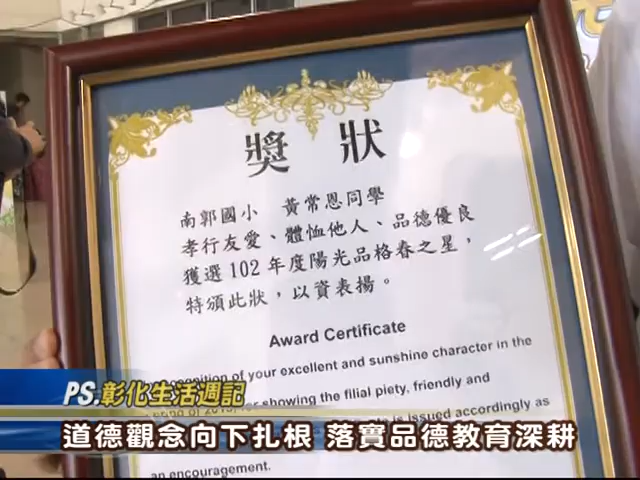 獎狀
南郭國小 黃常恩同學
孝行友愛、體恤他人、品德優良
獲選102年度陽光品格春之星，
特頒此狀，以資表揚。
Award Certificate
of your excellent and sunshine character in the
showing the filial piety, friendly and
is issued accordingly as
an encouragement.
PS.彰化生活週記
道德觀念向下扎根 落實品德教育深耕